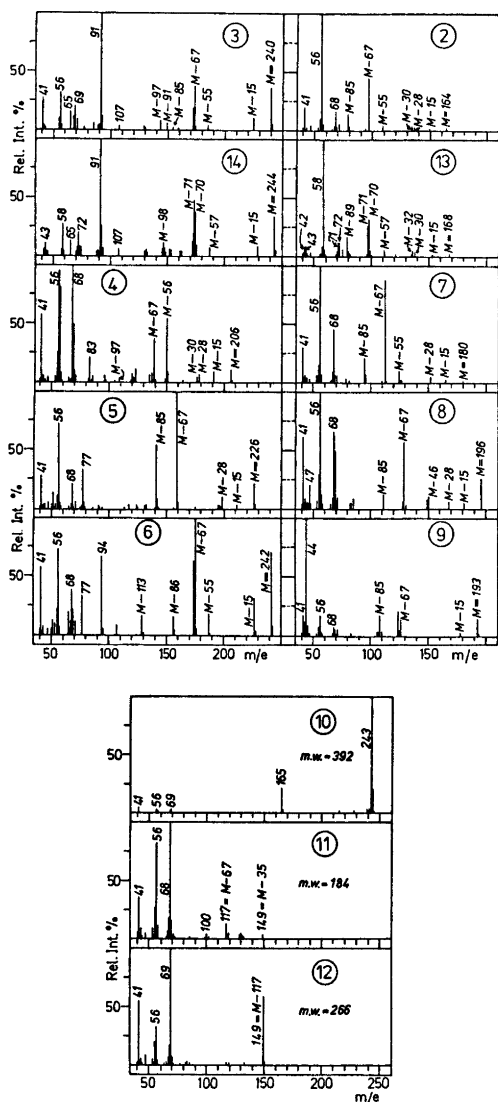 Rel. Int. %
50
41
56
65
69
91
107
M-97
M-91
M-85
M-67
M-55
M-15
M=240
3
41
56
68
M-85
M-67
M-55
M-30
M-28
M-15
M=164
2
50
43
58
65
72
91
107
M-98
M-71
M-70
M-57
M-15
M=244
14
42
43
58
72
M-89
M-71
M-70
M-57
M-32
M-30
M-15
M=168
13
50
41
56
68
83
M-97
M-67
M-56
M-30
M-28
M-15
M=206
4
41
56
68
M-85
M-67
M-55
M-28
M-15
M=180
7
50
41
56
68
77
M-85
M-67
M-28
M-15
M=226
5
41
47
56
68
M-85
M-67
M-46
M-28
M-15
M=196
8
50
41
56
68
77
94
M-113
M-86
M-67
M-55
M-15
M=242
6
41
44
56
68
M-85
M-67
M-15
M=193
9
50 100 150 200 m/e
50 100 150 200
m/e
Rel. Int. %
50
41
56
69
165
243
10
m.w.=392
50
41
56
68
100
117=M-67
149=M-35
11
m.w.=184
50
41
56
69
149=M-117
12
m.w.=266
50 100 150 200 250
m/e